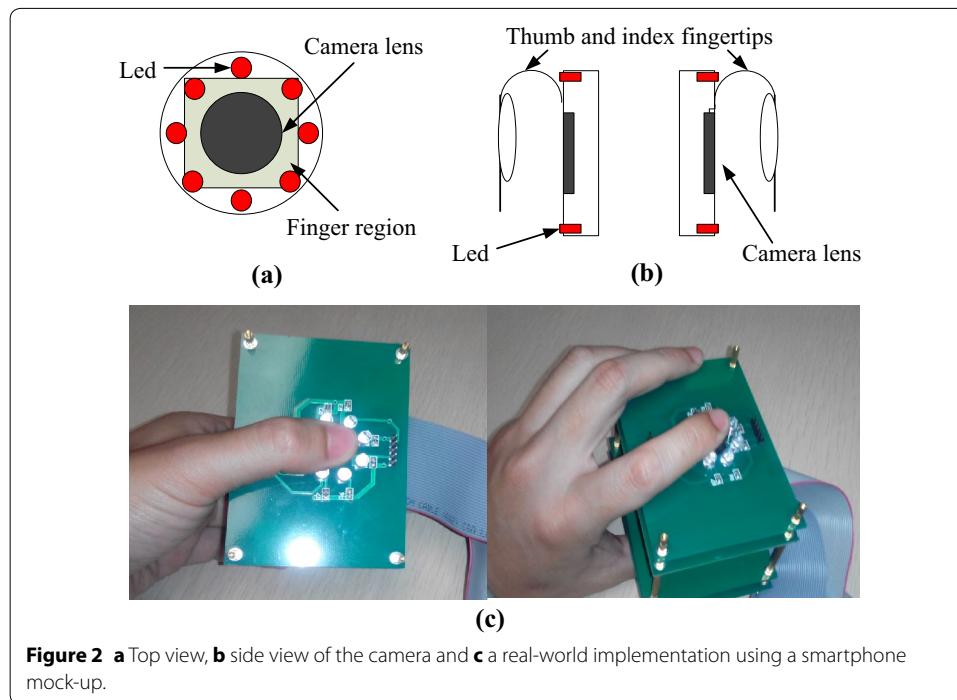 Led
Camera lens
Finger region
(a)
Thumb and index fingertips
Led
Camera lens
(b)
(c)
Figure 2 a Top view, b side view of the camera and c a real-world implementation using a smartphone
mock-up.